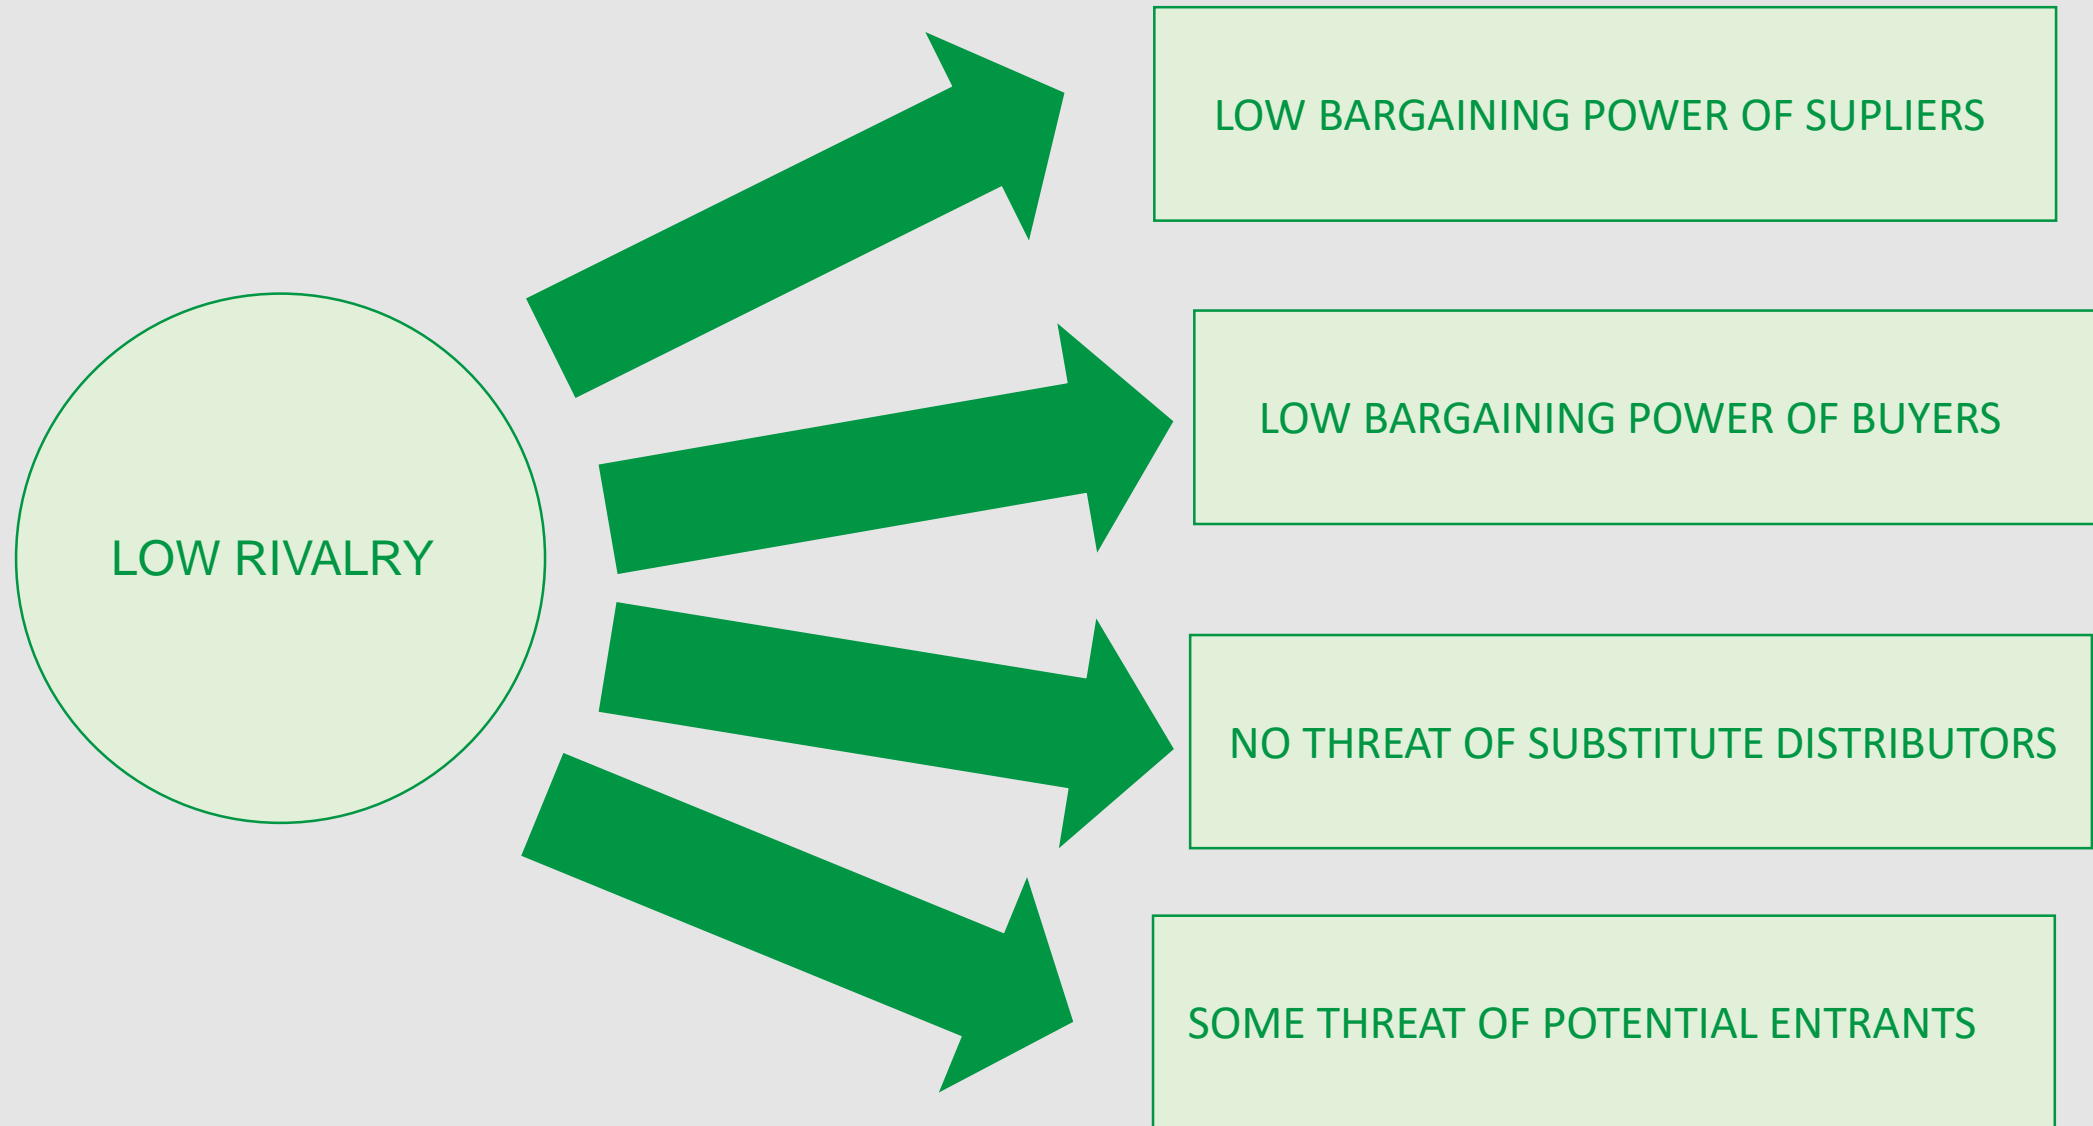 LOW BARGAINING POWER OF SUPLIERS
LOW BARGAINING POWER OF BUYERS
LOW RIVALRY
NO THREAT OF SUBSTITUTE DISTRIBUTORS
SOME THREAT OF POTENTIAL ENTRANTS